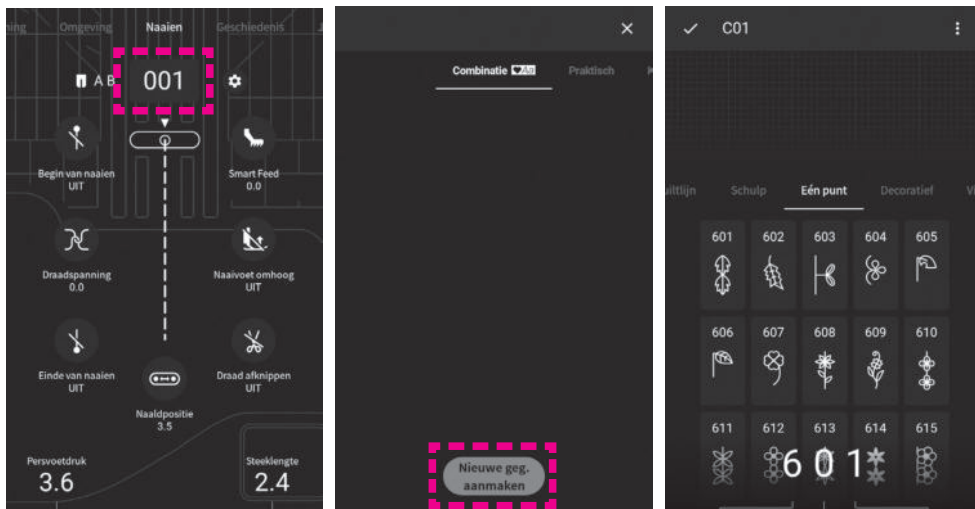 Omgeving Naaien Geschiedenis
A B 001
Begin van naaien
UIT
Smart Feed
0.0
Draadspanning
0.0
Naaivoet omhoog
UIT
Einde van naaien
UIT
Draad afknippen
UIT
Naaldpositie
3.5
Persvoetdruk
3.6
Steeklengte
2.4
Combinatie Praktisch
Nieuwe geg.
aanmaken
C01
Schulp Eén punt Decoratief
601 602 603 604 605
606 607 608 609 610
611 612 613 614 615
601